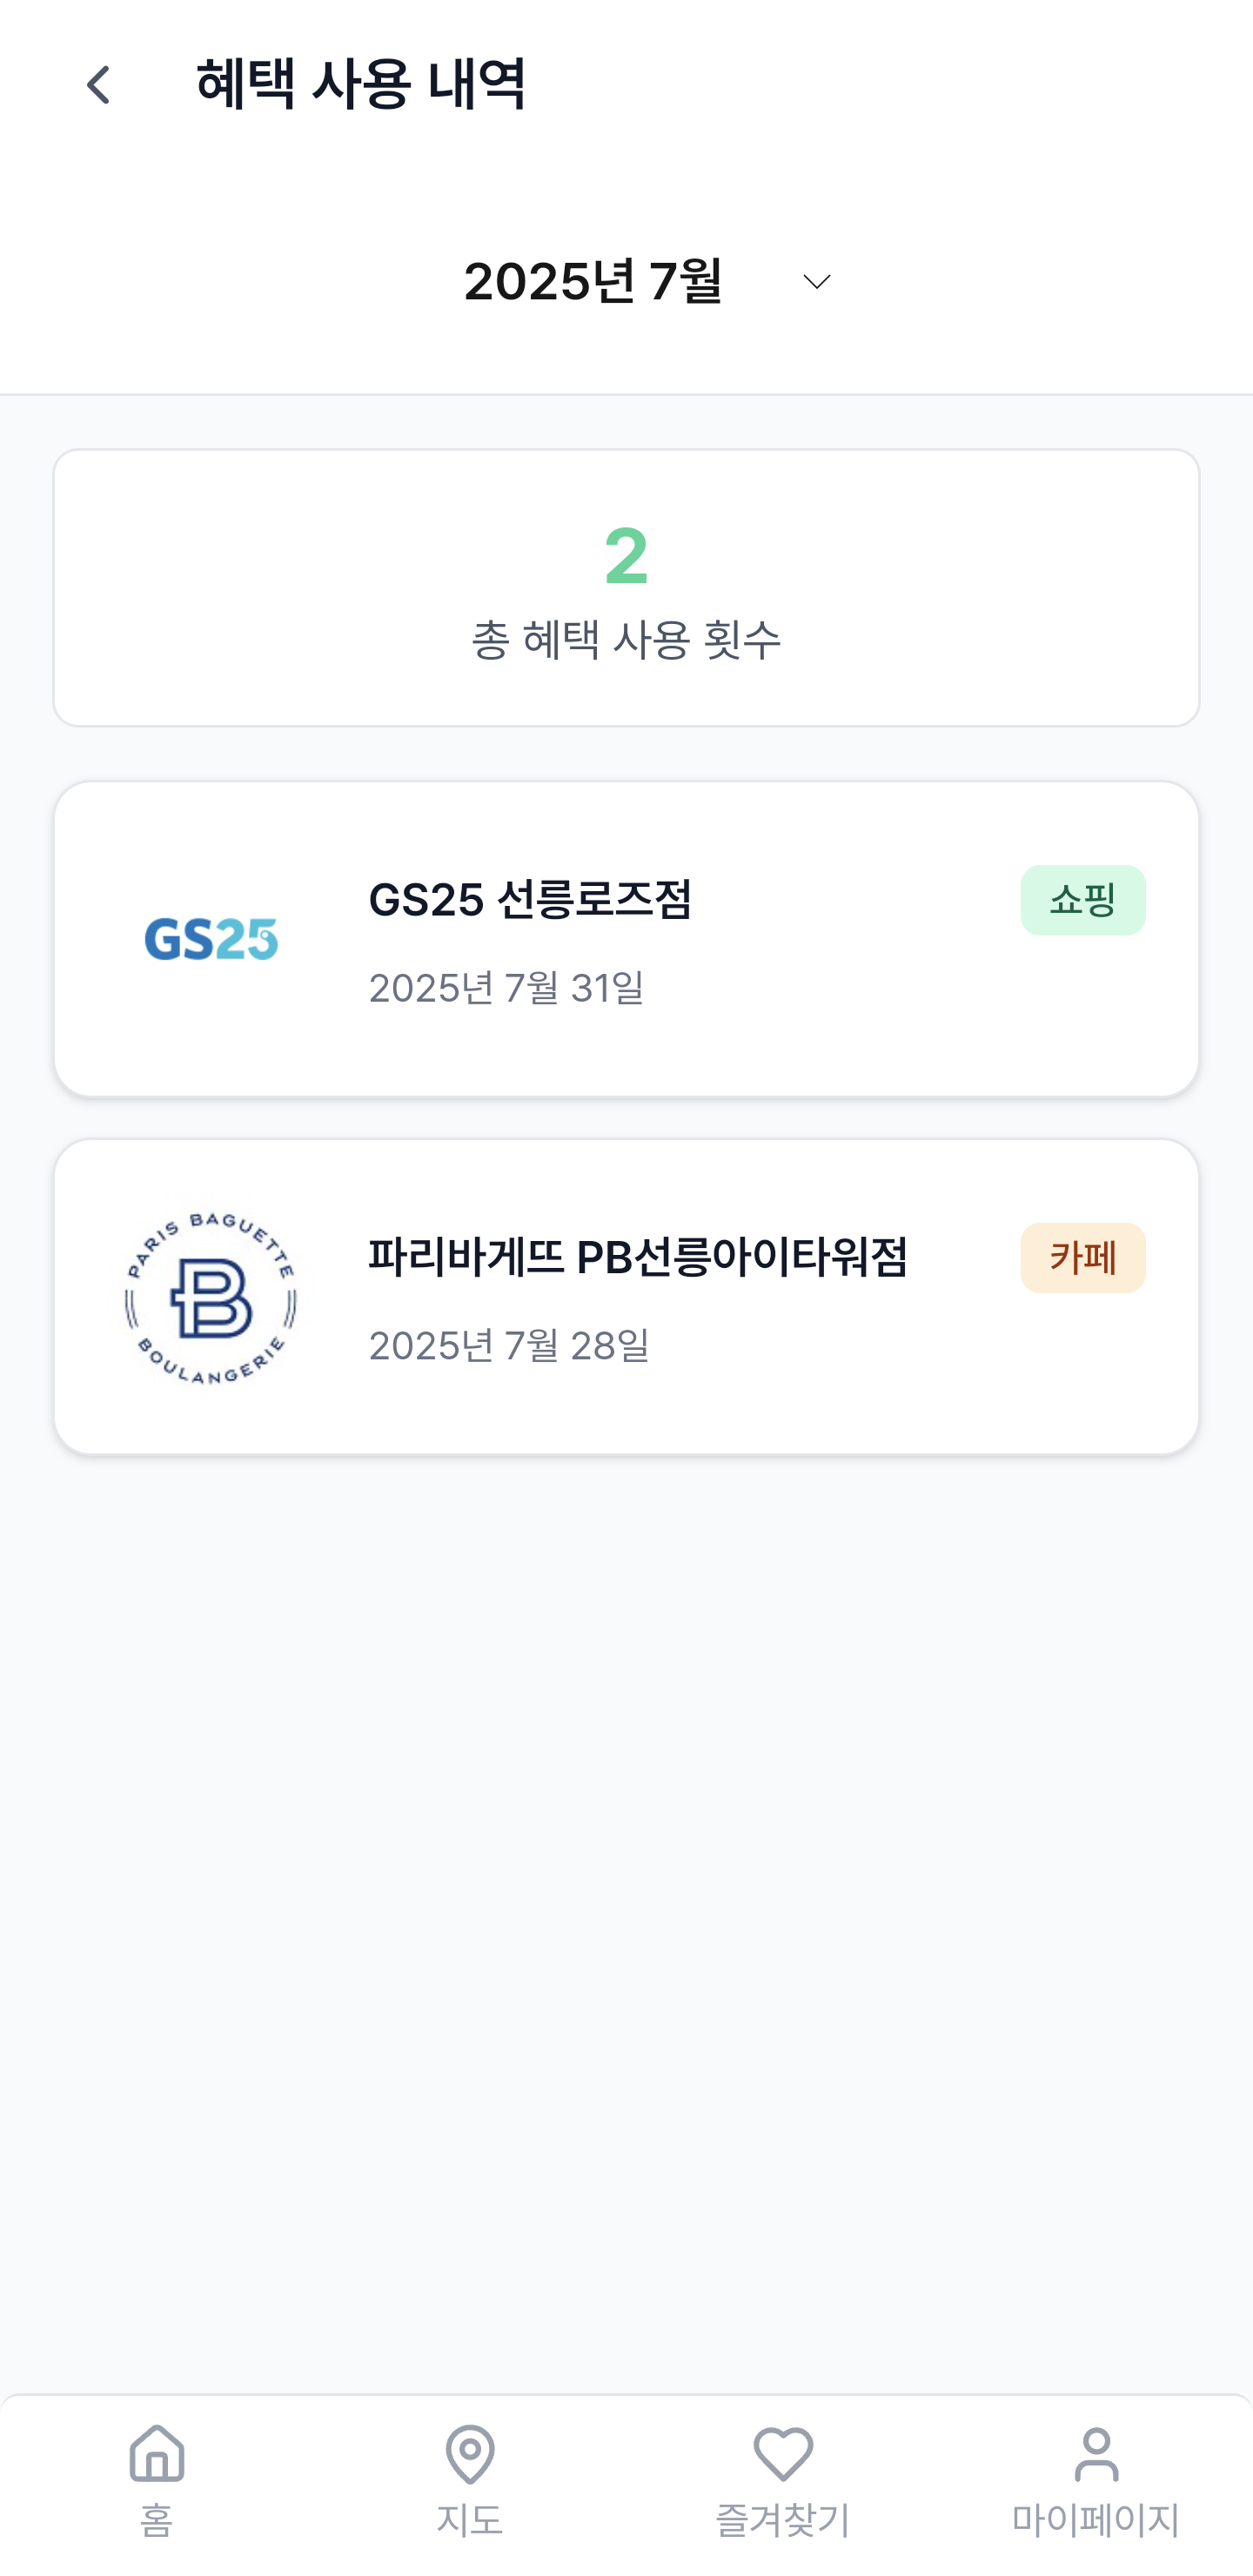 혜택 사용 내역
2025년 7월
2
총 혜택 사용 횟수
GS25
GS25 선릉로즈점
쇼핑
2025년 7월 31일
PARIS BAGUETTE
B
BOULANGERIE
파리바게뜨 PB선릉아이타워점
카페
2025년 7월 28일
홈
지도
즐겨찾기
마이페이지